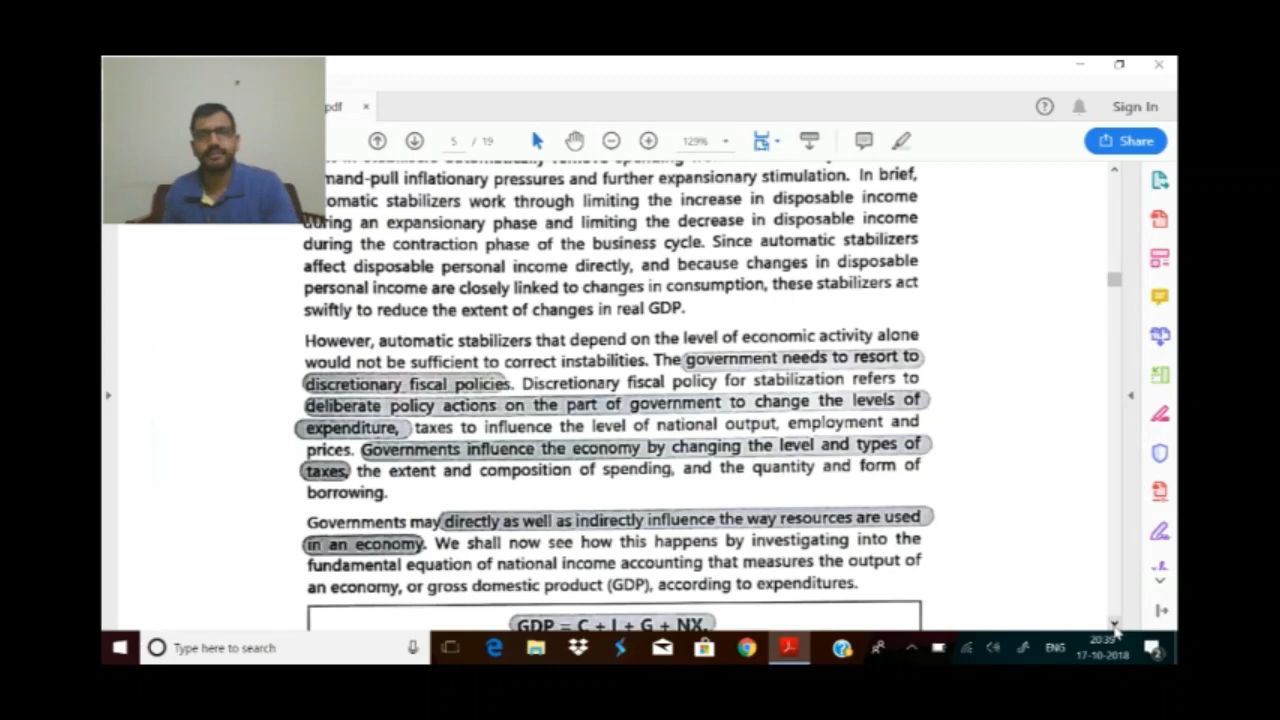 pdf ×
Sign In
5 / 19
129%
Share
mand-pull inflationary pressures and further expansionary stimulation. In brief,
omatic stabilizers work through limiting the increase in disposable income
during an expansionary phase and limiting the decrease in disposable income
during the contraction phase of the business cycle. Since automatic stabilizers
affect disposable personal income directly, and because changes in disposable
personal income are closely linked to changes in consumption, these stabilizers act
swiftly to reduce the extent of changes in real GDP.
However, automatic stabilizers that depend on the level of economic activity alone
would not be sufficient to correct instabilities. The government needs to resort to
discretionary fiscal policies. Discretionary fiscal policy for stabilization refers to
deliberate policy actions on the part of government to change the levels of
expenditure, taxes to influence the level of national output, employment and
prices. Governments influence the economy by changing the level and types of
taxes, the extent and composition of spending, and the quantity and form of
borrowing.
Governments may directly as well as indirectly influence the way resources are used
in an economy. We shall now see how this happens by investigating into the
fundamental equation of national income accounting that measures the output of
an economy, or gross domestic product (GDP), according to expenditures.
GDP = C + I + G + NX,
Type here to search
ENG
20:39
17-10-2018